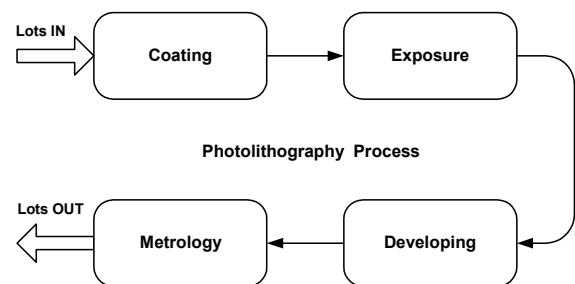 Lots IN
Coating
Exposure
Photolithography Process
Lots OUT
Metrology
Developing